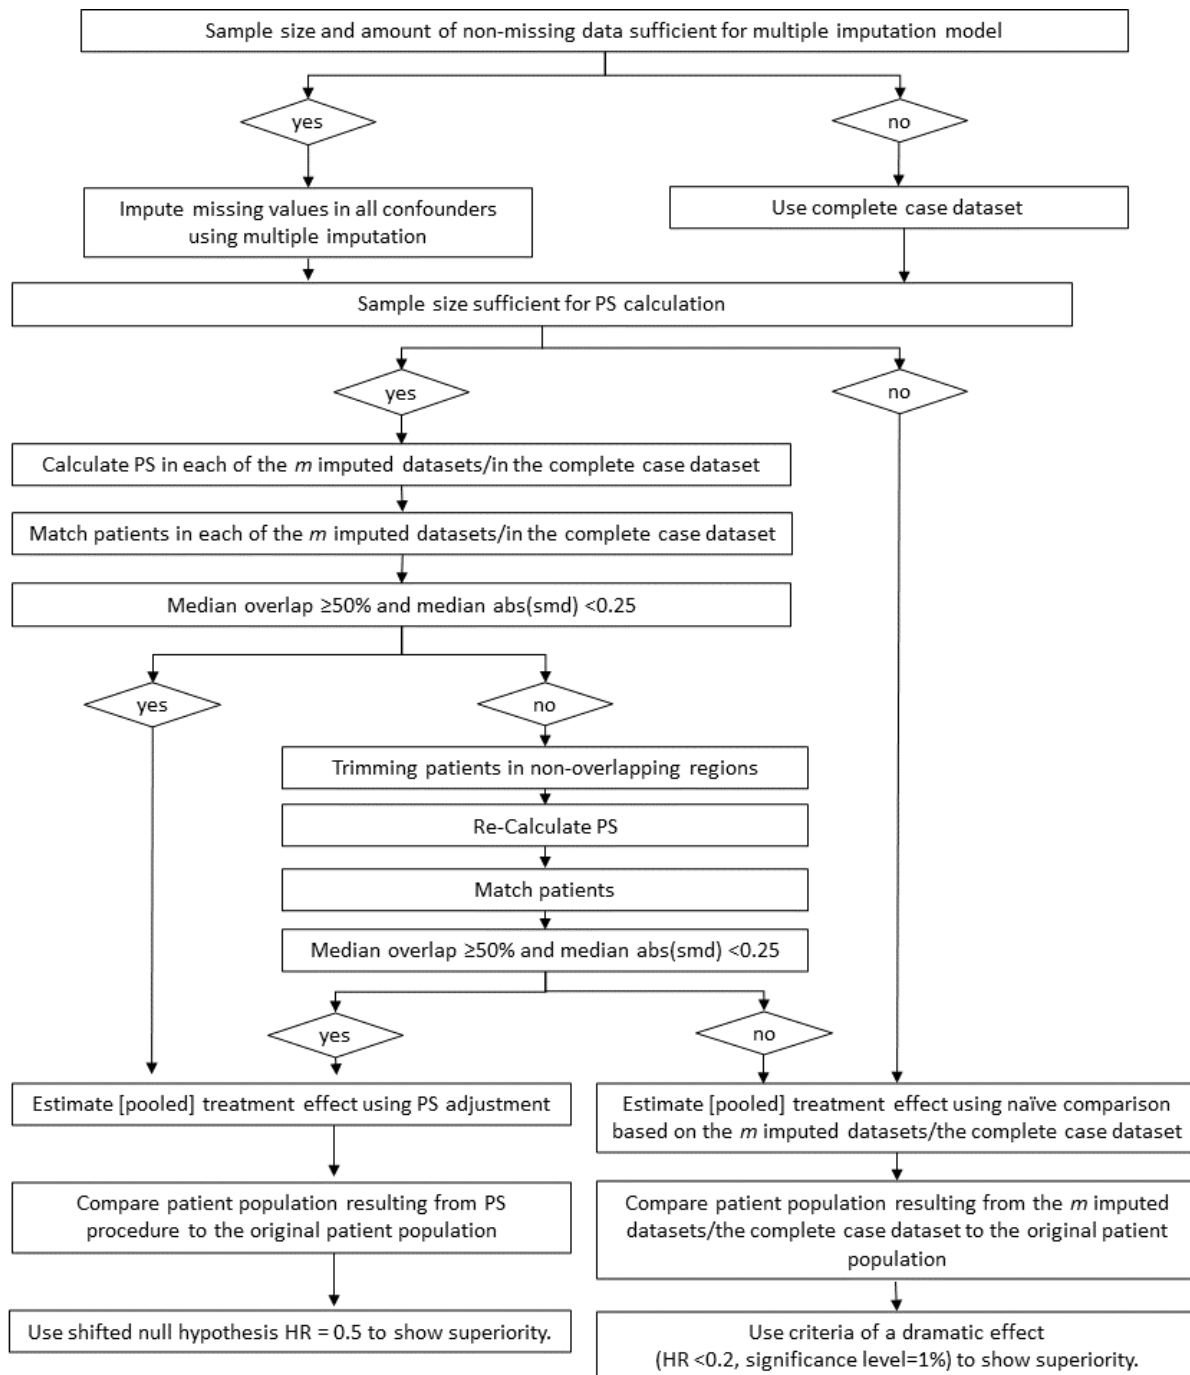 Sample size and amount of non-missing data sufficient for multiple imputation model
yes
no
Impute missing values in all confounders
using multiple imputation
Use complete case dataset
Sample size sufficient for PS calculation
yes
no
Calculate PS in each of the m imputed datasets/in the complete case dataset
Match patients in each of the m imputed datasets/in the complete case dataset
Median overlap ≥50% and median abs(smd) <0.25
yes
no
Trimming patients in non-overlapping regions
Re-Calculate PS
Match patients
Median overlap ≥50% and median abs(smd) <0.25
yes
no
Estimate [pooled] treatment effect using PS adjustment
Estimate [pooled] treatment effect using naïve comparison
based on the m imputed datasets/the complete case dataset
Compare patient population resulting from PS
procedure to the original patient population
Compare patient population resulting from the m imputed
datasets/the complete case dataset to the original patient
population
Use shifted null hypothesis HR = 0.5 to show superiority.
Use criteria of a dramatic effect
(HR <0.2, significance level=1%) to show superiority.